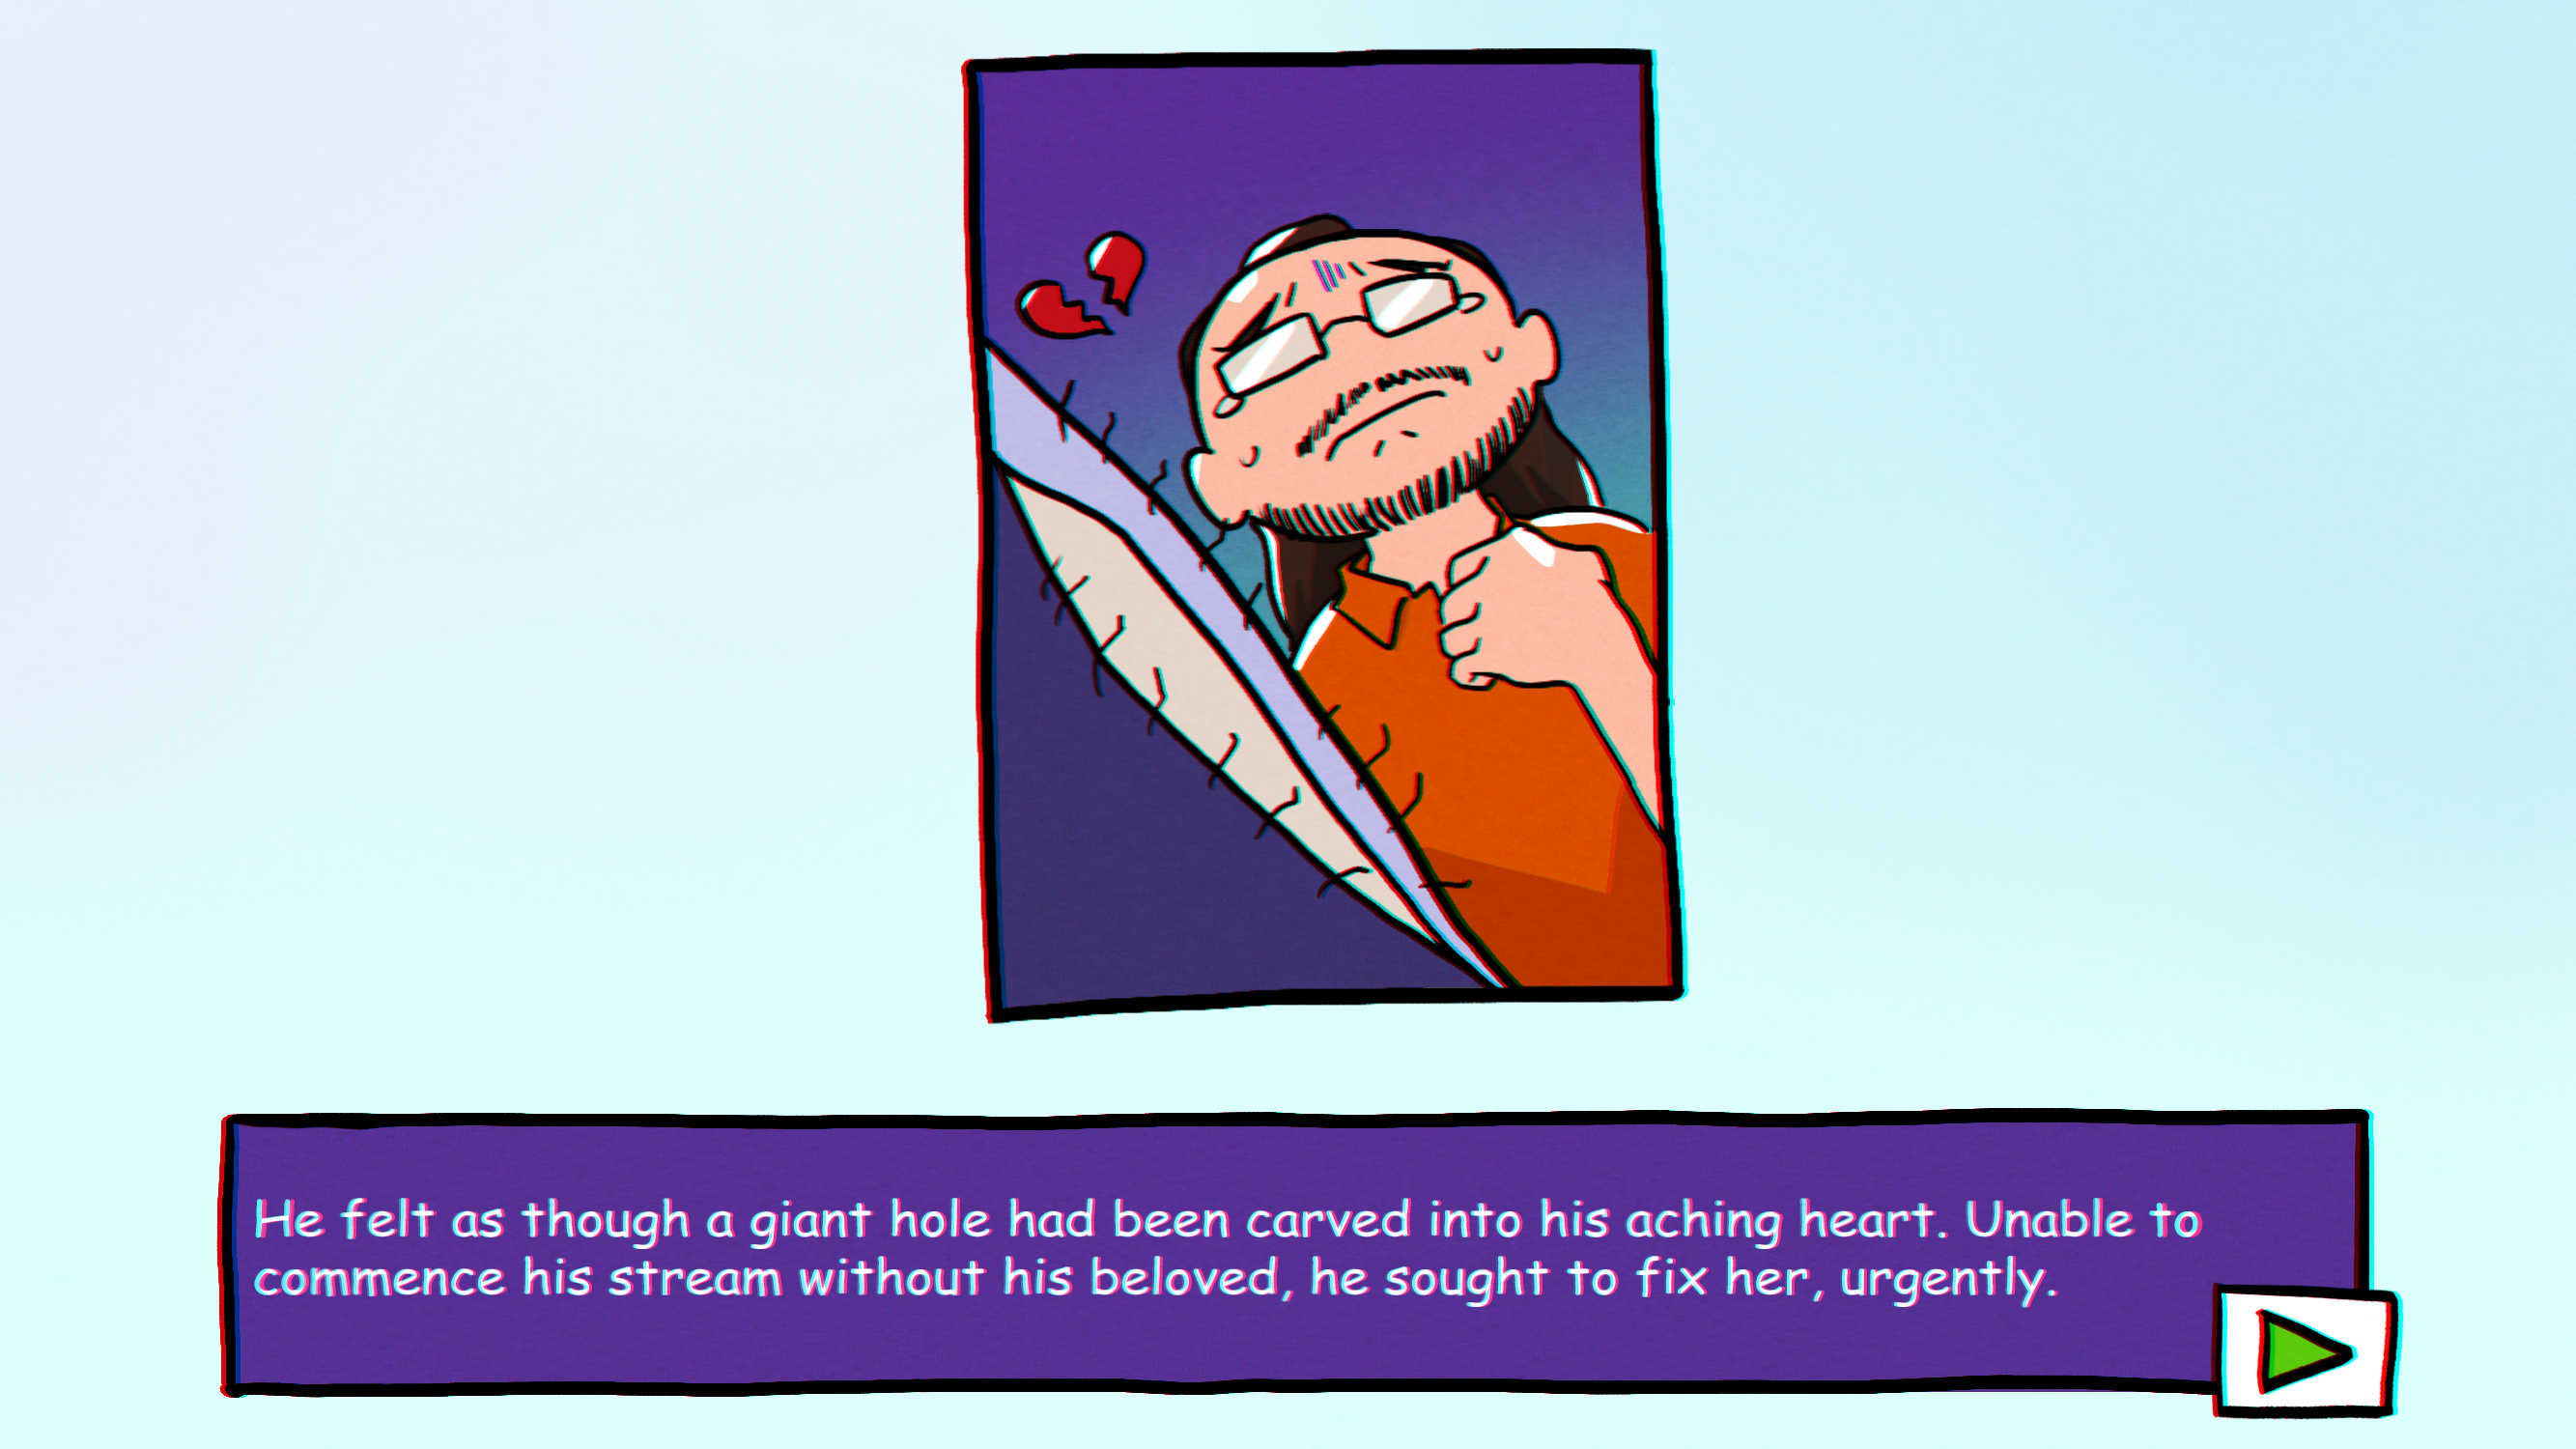 He felt as though a giant hole had been carved into his aching heart. Unable to
commence his stream without his beloved, he sought to fix her, urgently.